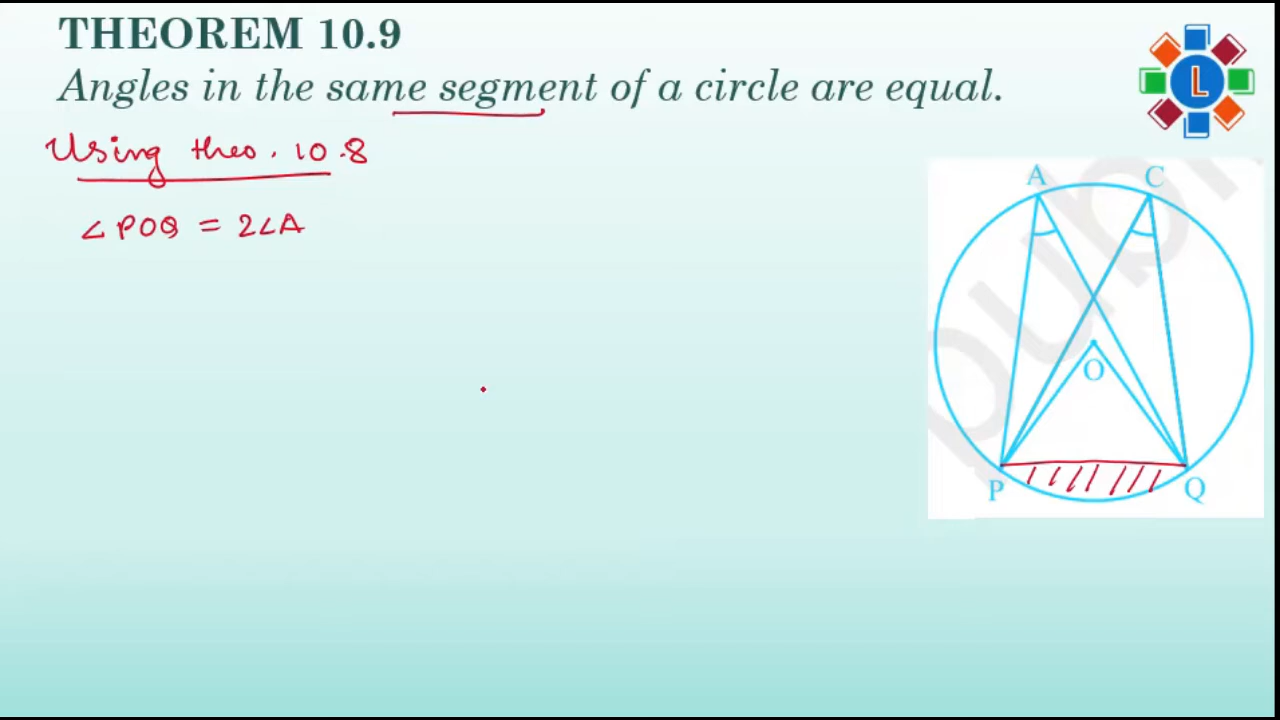 THEOREM 10.9
Angles in the same segment of a circle are equal.
L
Using theo. 10.8
∠POQ = 2∠A
A C
O
P Q